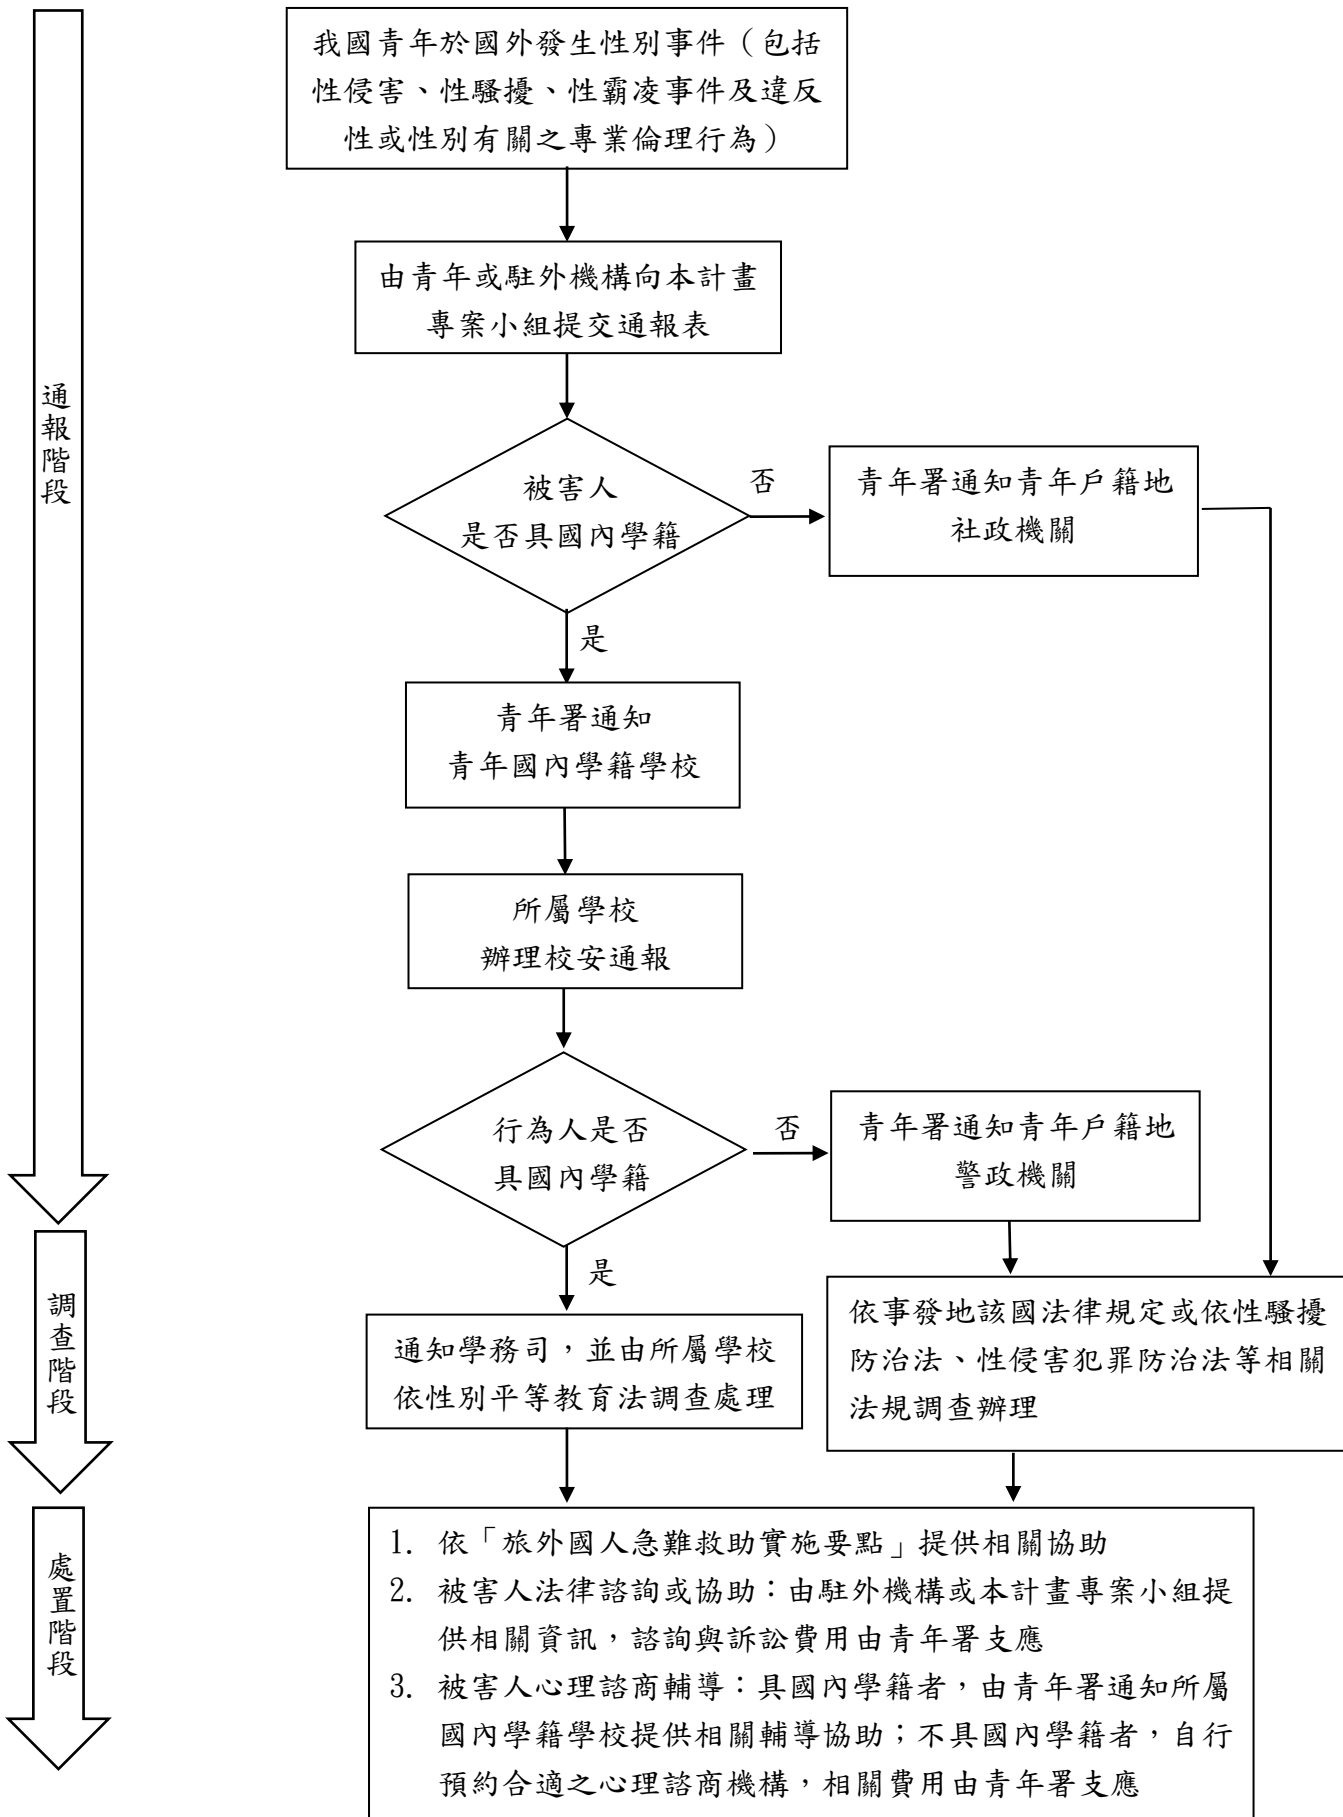 我國青年於國外發生性別事件（包括
性侵害、性騷擾、性霸凌事件及違反
性或性別有關之專業倫理行為）
由青年或駐外機構向本計畫
專案小組提交通報表
通報階段
被害人
是否具國內學籍
否
青年署通知青年戶籍地
社政機關
是
青年署通知
青年國內學籍學校
所屬學校
辦理校安通報
行為人是否
具國內學籍
否
青年署通知青年戶籍地
警政機關
是
調查階段
通知學務司，並由所屬學校
依性別平等教育法調查處理
依事發地該國法律規定或依性騷擾
防治法、性侵害犯罪防治法等相關
法規調查辦理
處置階段
1. 依「旅外國人急難救助實施要點」提供相關協助
2. 被害人法律諮詢或協助：由駐外機構或本計畫專案小組提
供相關資訊，諮詢與訴訟費用由青年署支應
3. 被害人心理諮商輔導：具國內學籍者，由青年署通知所屬
國內學籍學校提供相關輔導協助；不具國內學籍者，自行
預約合適之心理諮商機構，相關費用由青年署支應